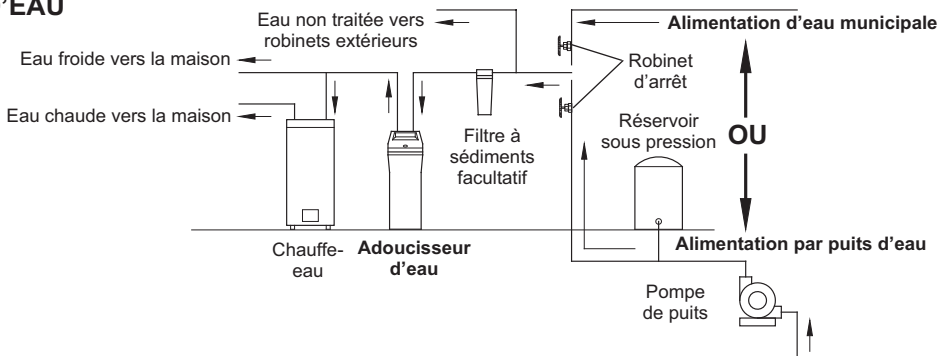 'EAU
Eau non traitée vers
robinets extérieurs
Alimentation d'eau municipale
Eau froide vers la maison
Robinet
d'arrêt
Eau chaude vers la maison
Filtre à
sédiments
facultatif
Réservoir
sous pression
OU
Chauffe-
eau
Adoucisseur
d'eau
Alimentation par puits d'eau
Pompe
de puits